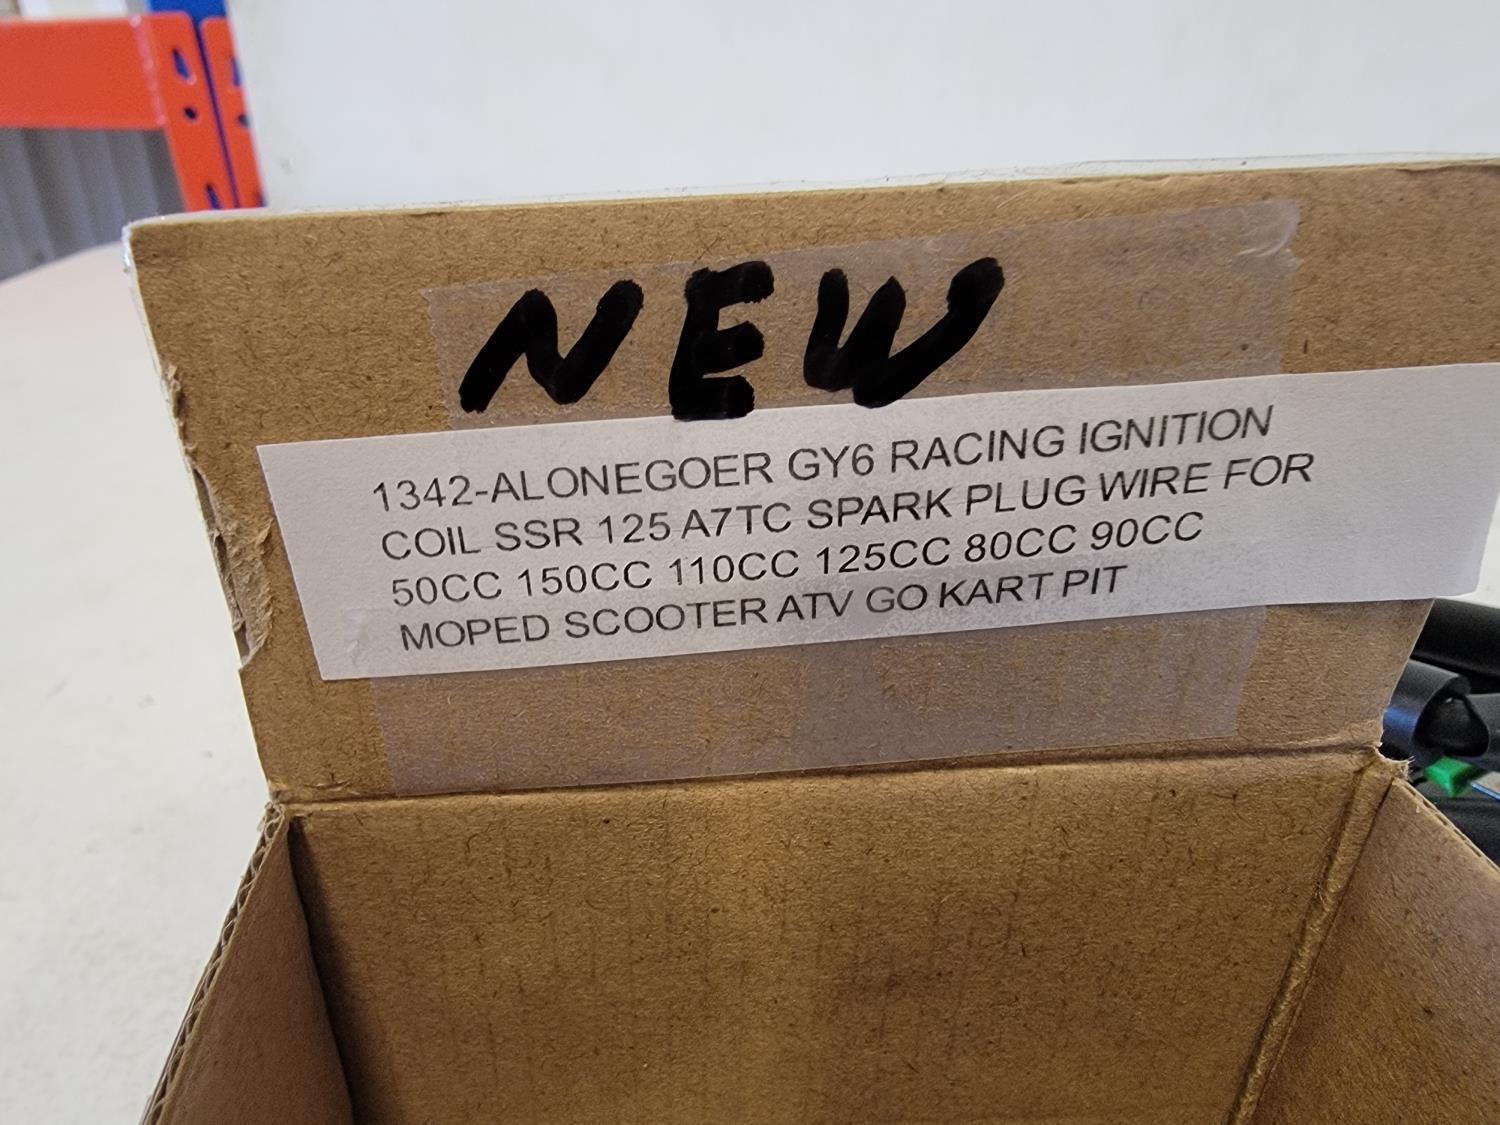 NEW
1342-ALONEGOER GY6 RACING IGNITION
COIL SSR 125 A7TC SPARK PLUG WIRE FOR
50CC 150CC 110CC 125CC 80CC 90CC
MOPED SCOOTER ATV GO KART PIT